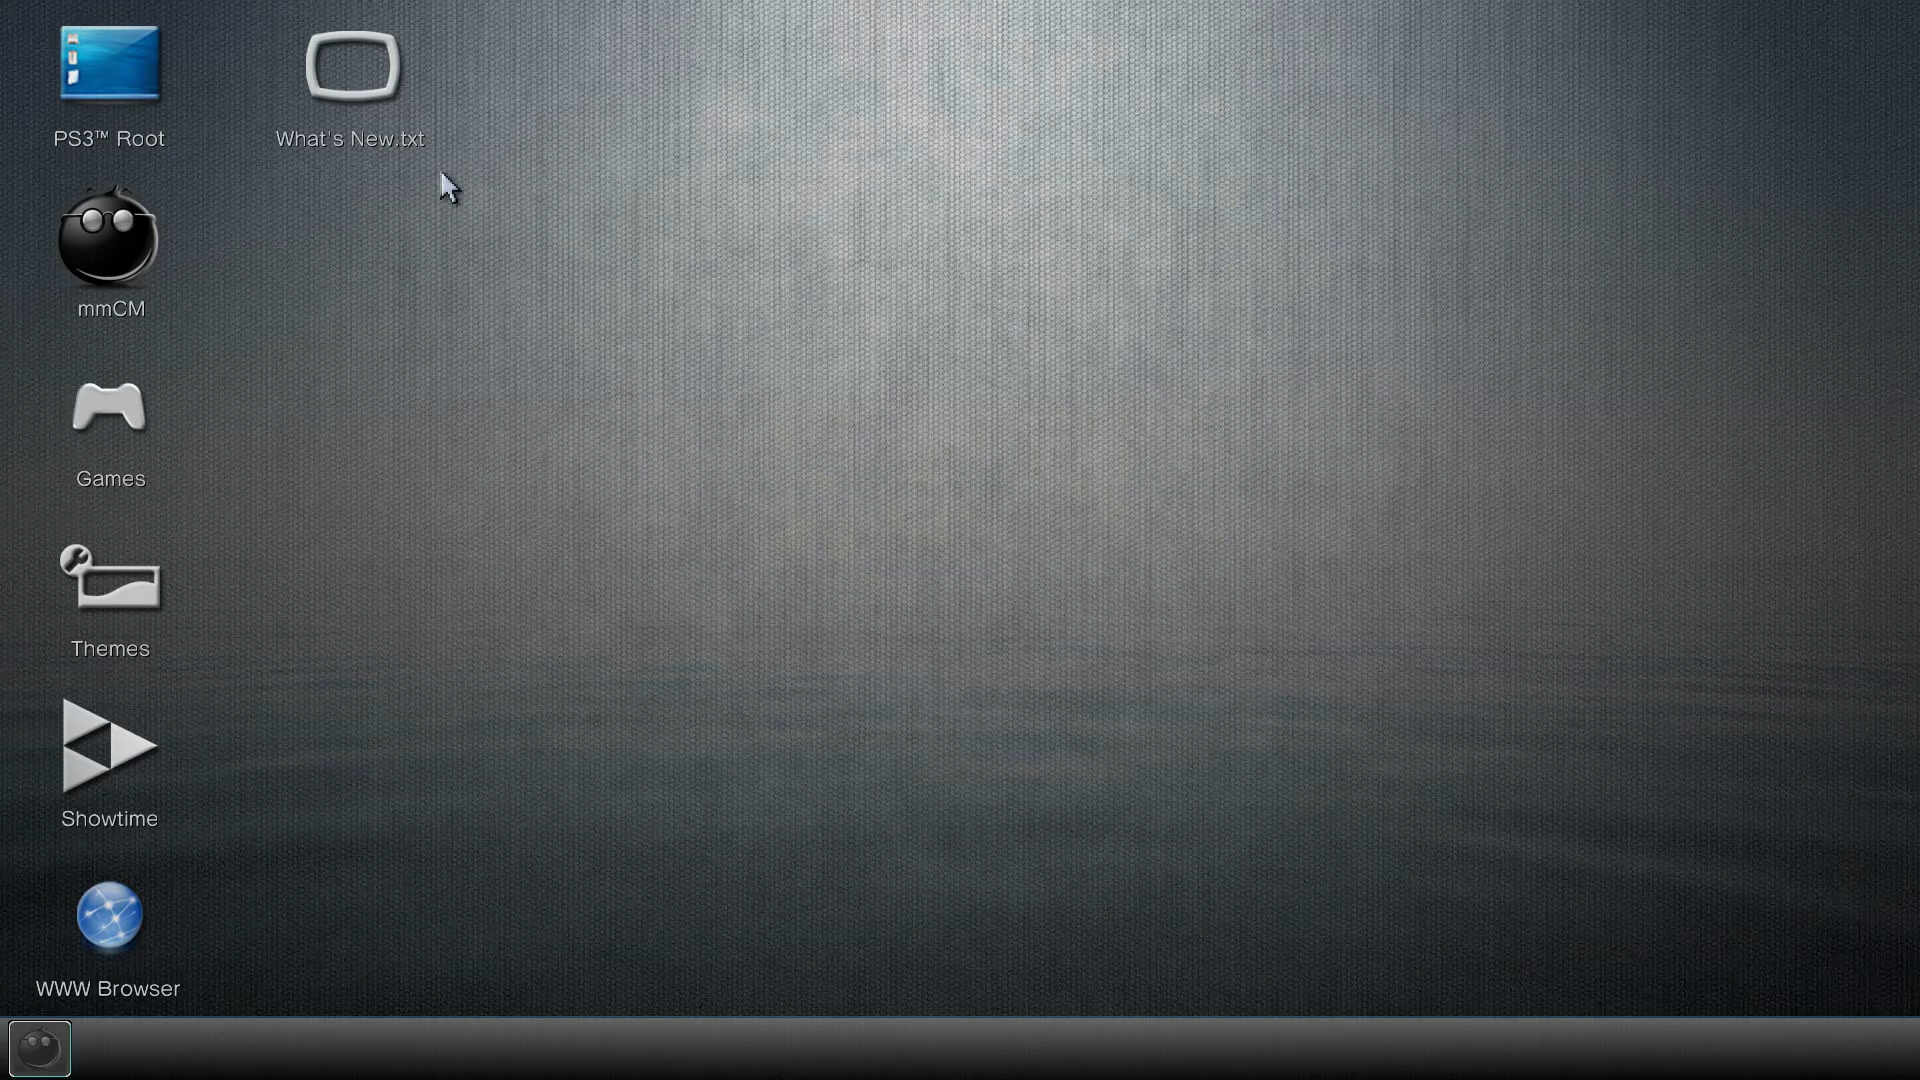 PS3™ Root
What's New.txt
mmCM
Games
Themes
Showtime
WWW Browser